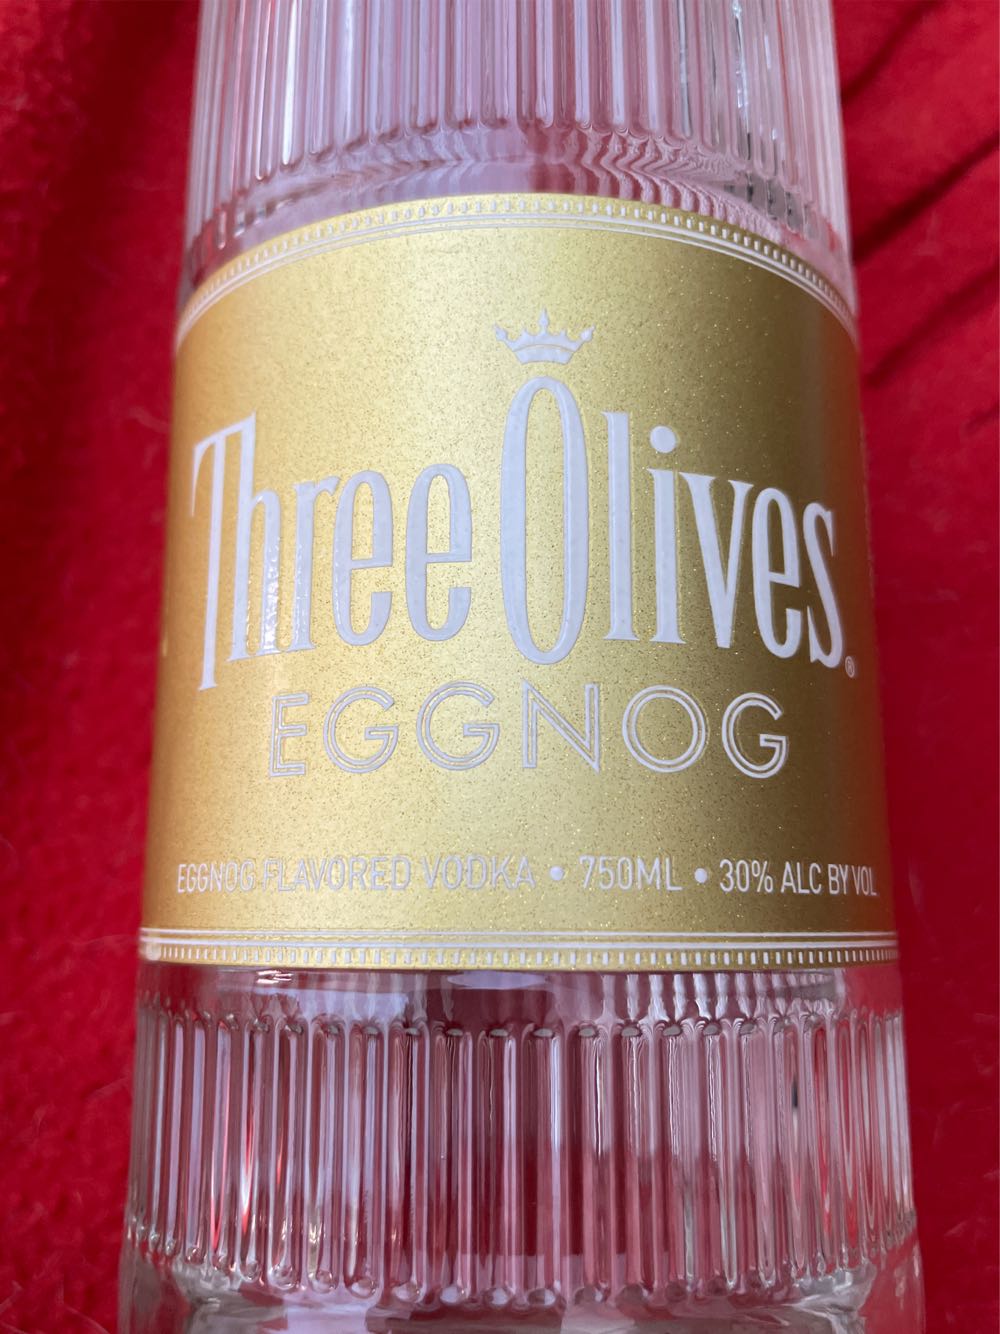 Three Olives®
EGGNOG
EGGNOG FLAVORED VODKA • 750ML • 30% ALC BY VOL